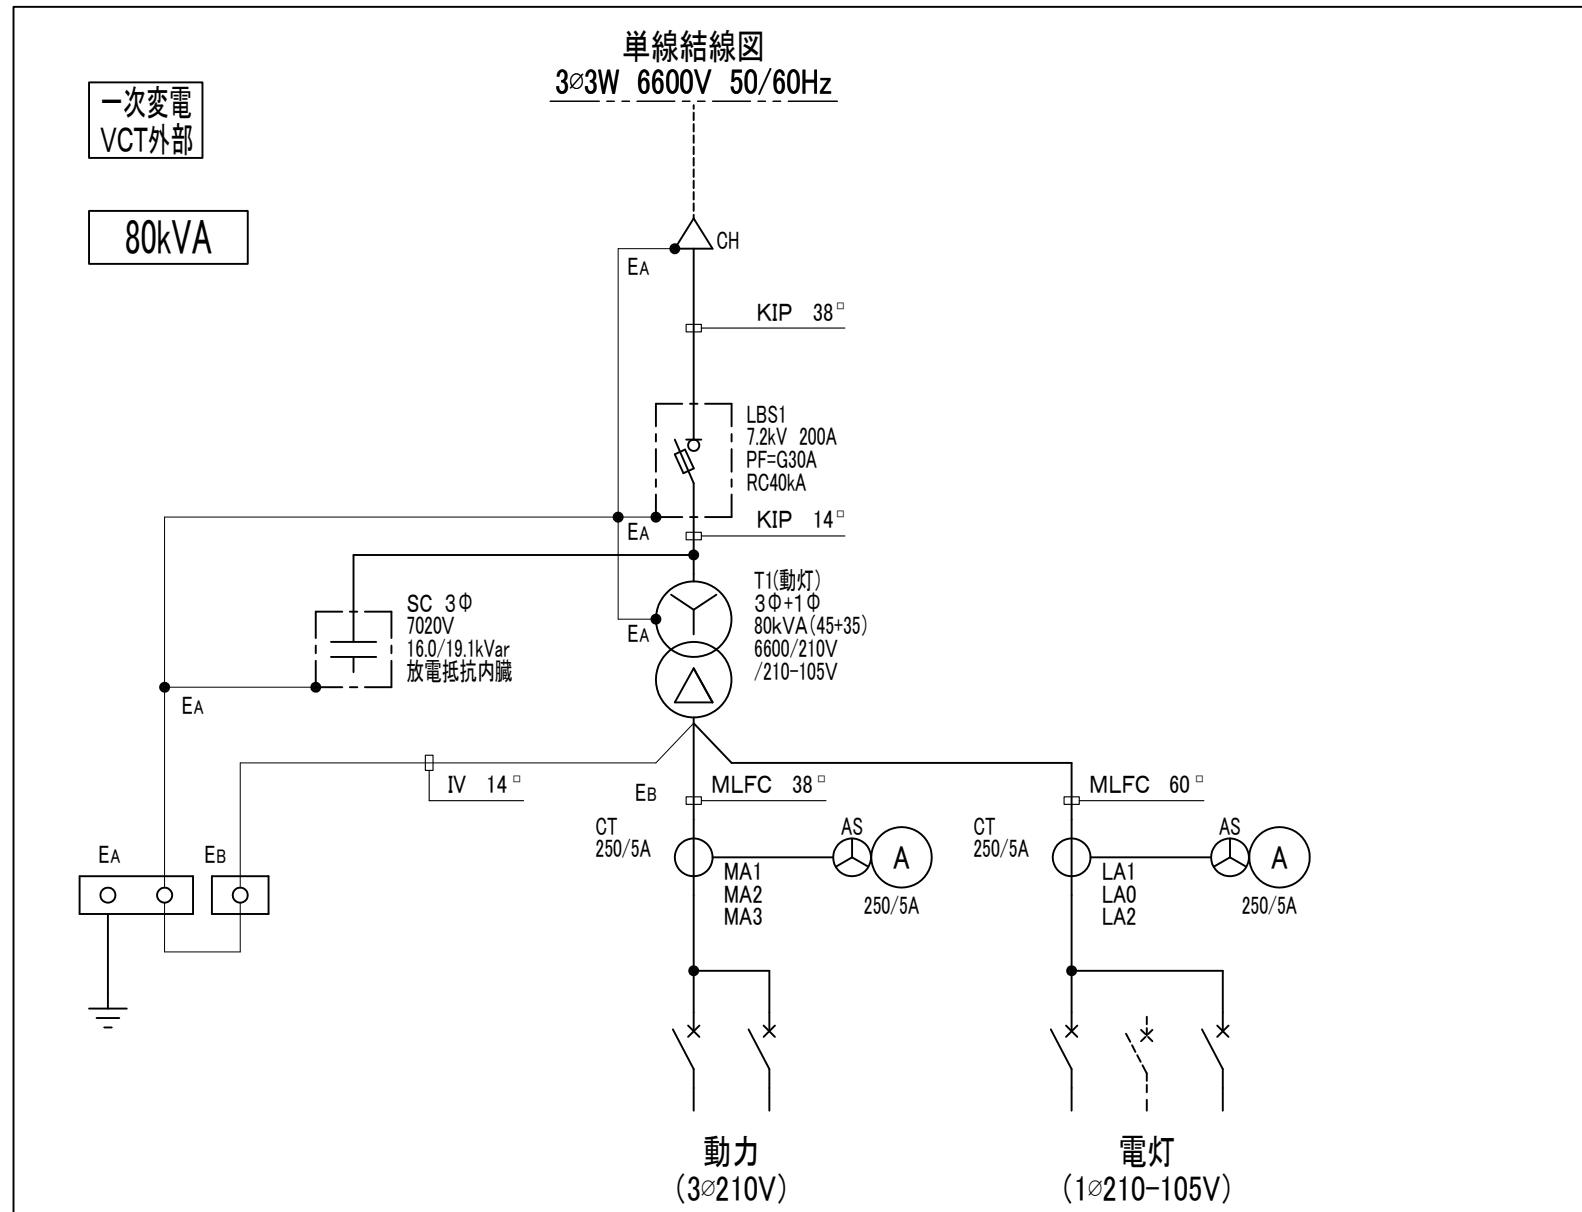 単線結線図
3∅3W 6600V 50/60Hz
一次変電
VCT外部
80kVA
CH
EA
KIP 38□
LBS1
7.2kV 200A
PF=G30A
RC40kA
EA
KIP 14□
T1(動灯)
3Φ+1Φ
80kVA(45+35)
6600/210V
/210-105V
EA
SC 3Φ
7020V
16.0/19.1kVar
放電抵抗内臓
EA
IV 14□
EB
MLFC 38□
MLFC 60□
CT
250/5A
AS
A
MA1
MA2
MA3
250/5A
CT
250/5A
AS
A
LA1
LA0
LA2
250/5A
EA
EB
動力
(3∅210V)
電灯
(1∅210-105V)